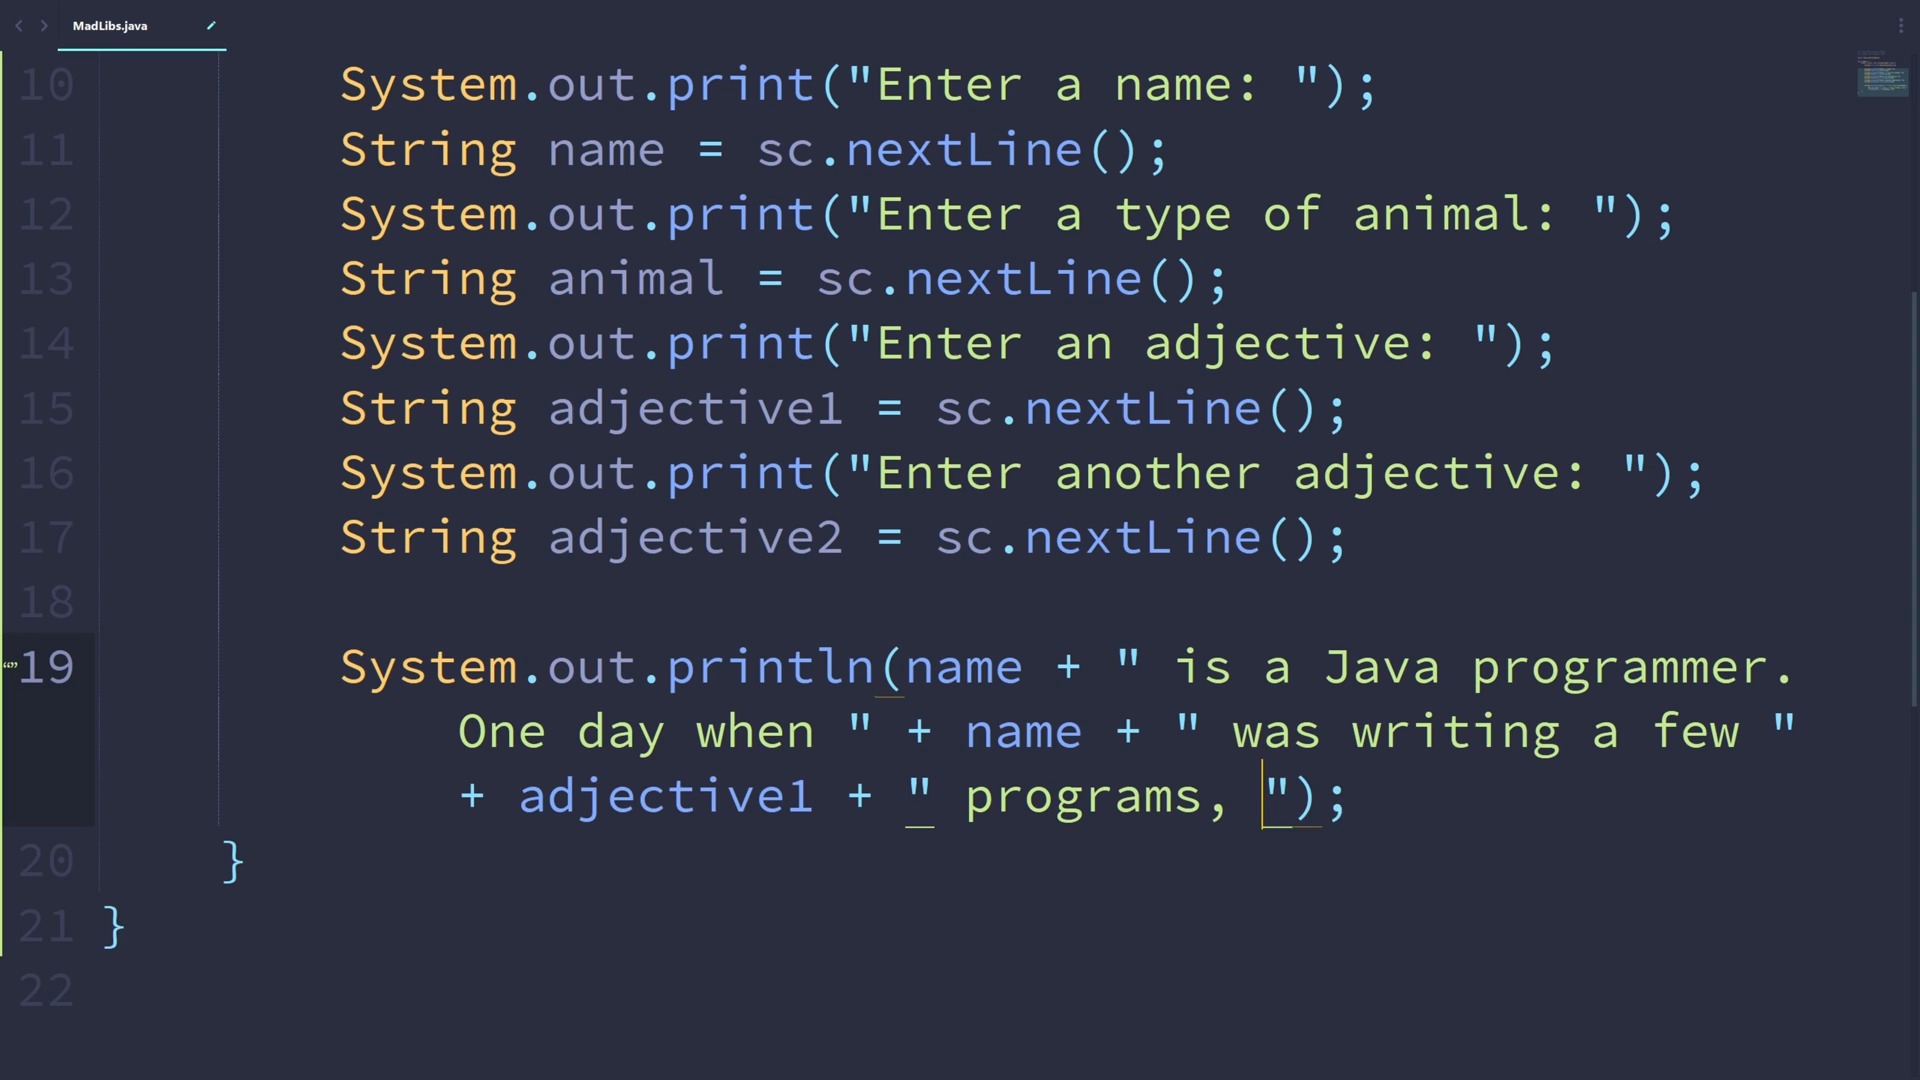 MadLibs.java
10 System.out.print("Enter a name: ");
11 String name = sc.nextLine();
12 System.out.print("Enter a type of animal: ");
13 String animal = sc.nextLine();
14 System.out.print("Enter an adjective: ");
15 String adjective1 = sc.nextLine();
16 System.out.print("Enter another adjective: ");
17 String adjective2 = sc.nextLine();
18
19 System.out.println(name + " is a Java programmer.
One day when " + name + " was writing a few "
+ adjective1 + " programs, ");
20 }
21 }
22